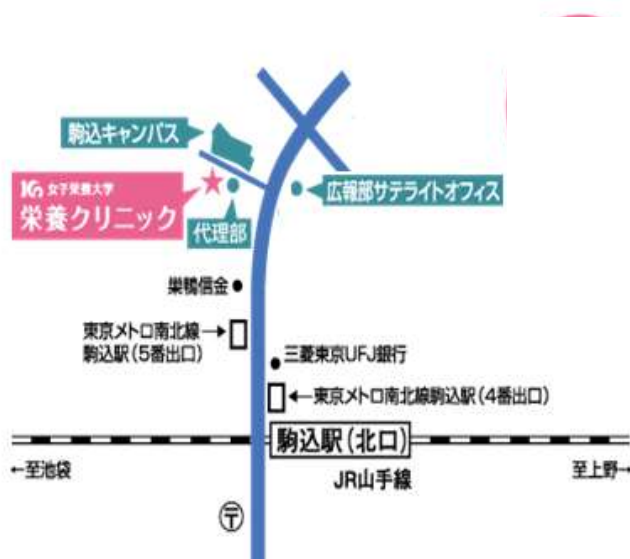 駒込キャンパス
女子栄養大学
栄養クリニック
代理部
広報部サテライトオフィス
巣鴨信金
東京メトロ南北線→
駒込駅(5番出口)
三菱東京UFJ銀行
←東京メトロ南北線駒込駅(4番出口)
駒込駅(北口)
←至池袋
JR山手線
至上野→
〒